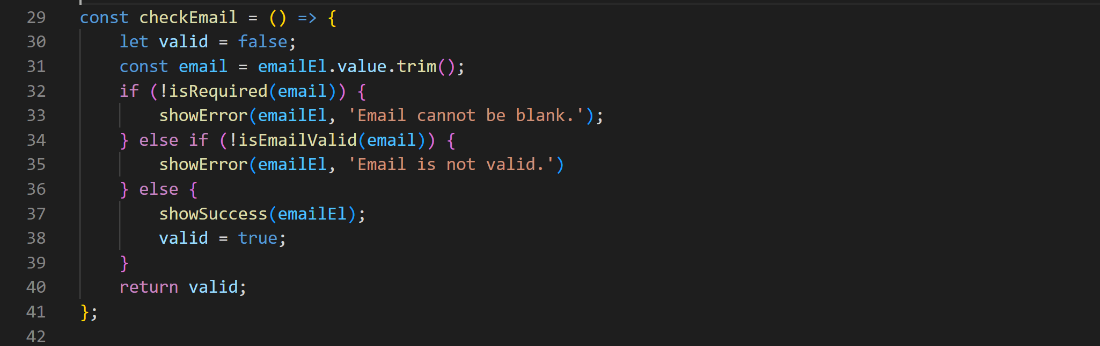 29 const checkEmail = () => {
30     let valid = false;
31     const email = emailEl.value.trim();
32     if (!isRequired(email)) {
33         showError(emailEl, 'Email cannot be blank.');
34     } else if (!isEmailValid(email)) {
35         showError(emailEl, 'Email is not valid.')
36     } else {
37         showSuccess(emailEl);
38         valid = true;
39     }
40     return valid;
41 };
42